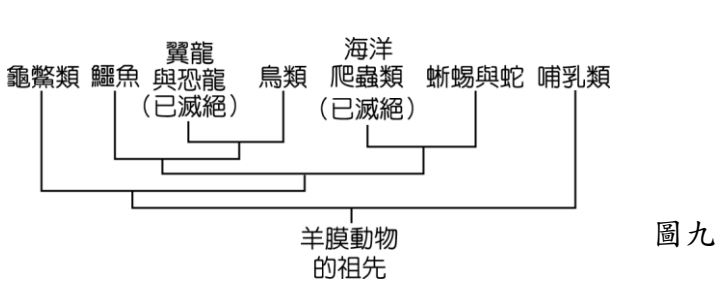 龜鱉類
鱷魚
翼龍
與恐龍
（已滅絕）
鳥類
海洋
爬蟲類
（已滅絕）
蜥蜴與蛇
哺乳類
羊膜動物
的祖先
圖九